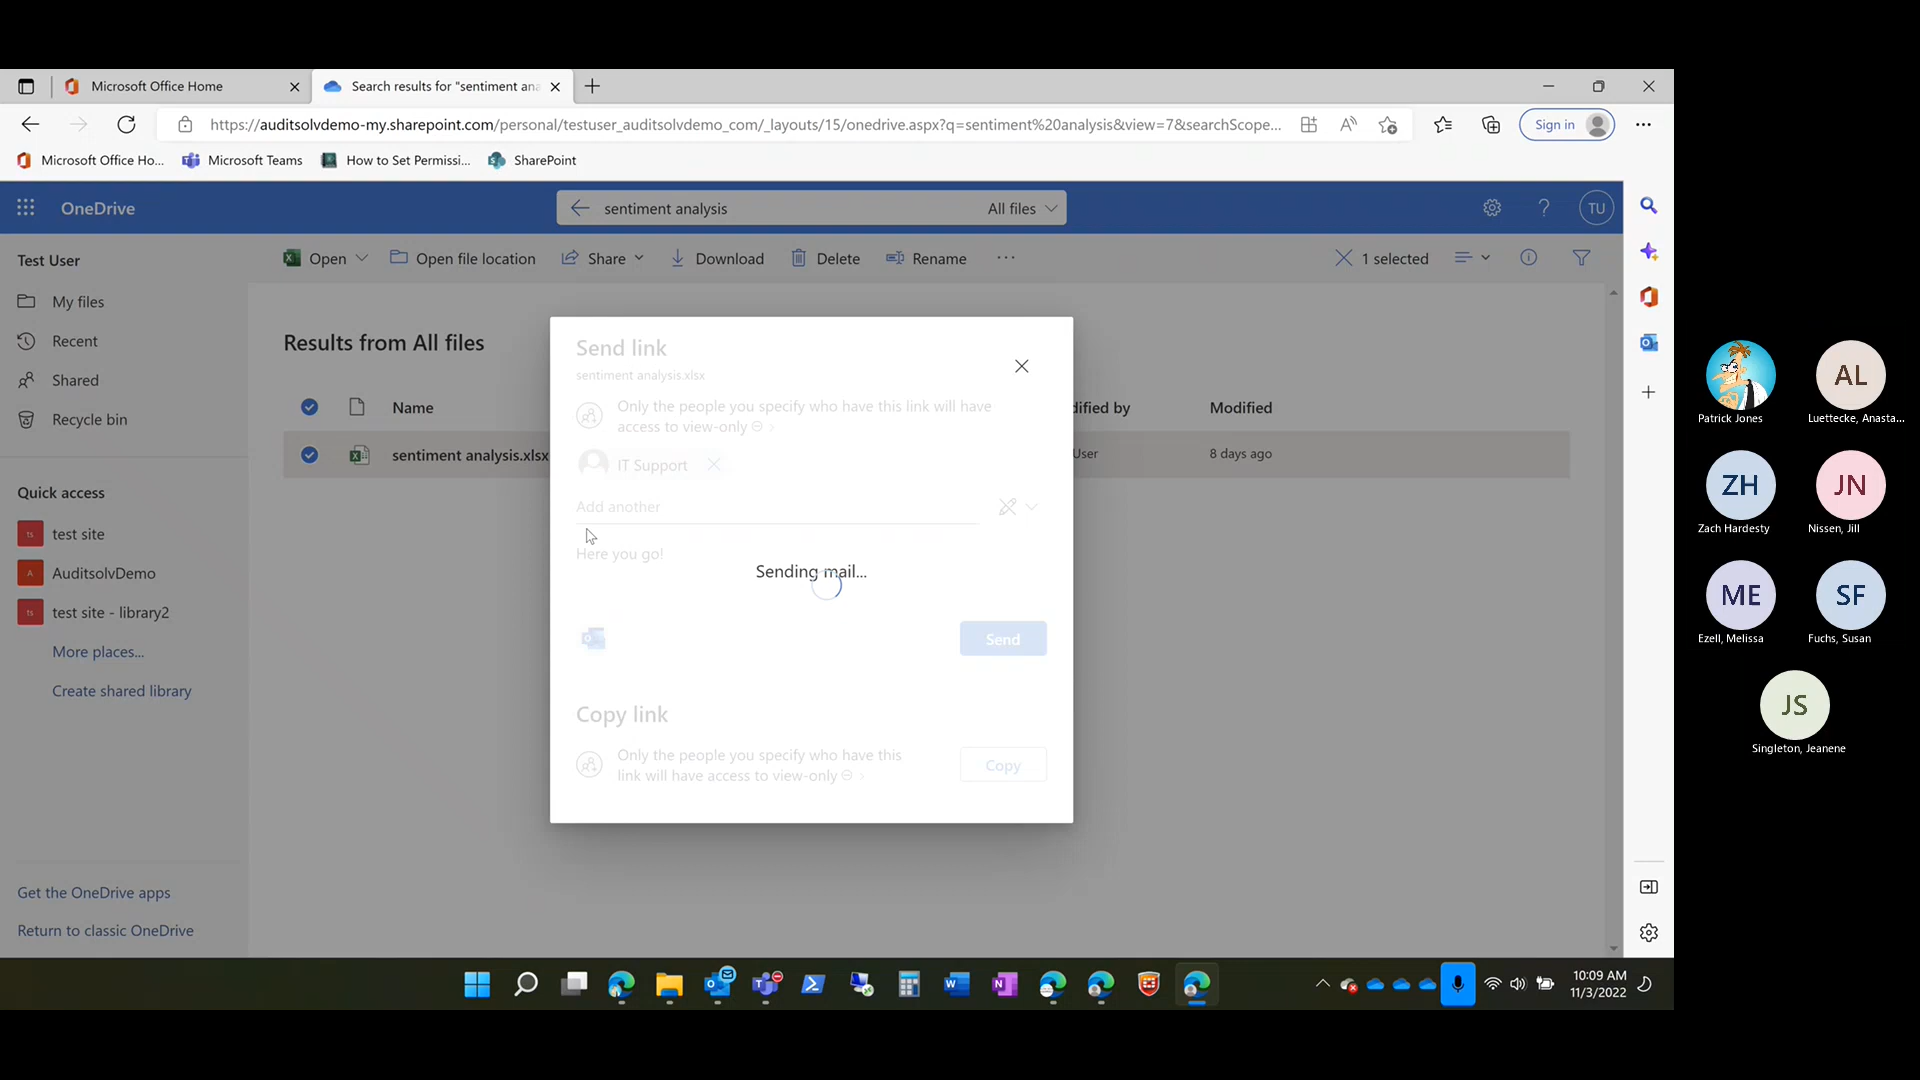 Microsoft Office Home
Search results for "sentiment ana
https://auditsolvdemo-my.sharepoint.com/personal/testuser_auditsolvdemo_com/_layouts/15/onedrive.aspx?q=sentiment%20analysis&view=7&searchScope...
Sign in
Microsoft Office Ho...
Microsoft Teams
How to Set Permissi...
SharePoint
OneDrive
sentiment analysis
All files
TU
Test User
Open
Open file location
Share
Download
Delete
Rename
1 selected
My files
Recent
Shared
Recycle bin
Quick access
ts
test site
A
AuditsolvDemo
ts
test site - library2
More places...
Create shared library
Get the OneDrive apps
Return to classic OneDrive
Results from All files
Name
dified by
Modified
sentiment analysis.xlsx
User
8 days ago
Send link
sentiment analysis.xlsx
Only the people you specify who have this link will have
access to view-only
IT Support
Add another
Here you go!
Sending mail...
Send
Copy link
Only the people you specify who have this
link will have access to view-only
Copy
10:09 AM
11/3/2022
Patrick Jones
AL
Luettecke, Anasta...
ZH
Zach Hardesty
JN
Nissen, Jill
ME
Ezell, Melissa
SF
Fuchs, Susan
JS
Singleton, Jeanene